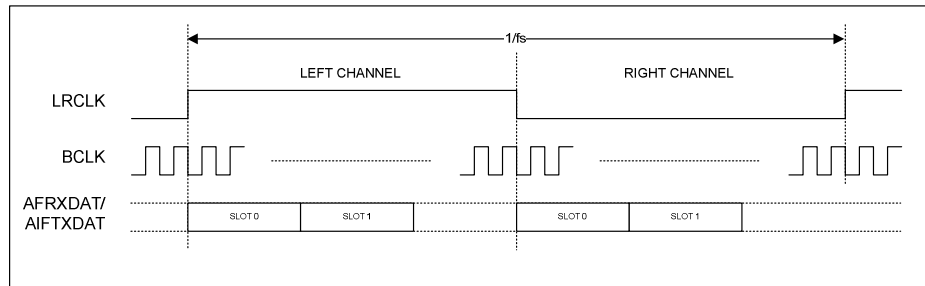 1/fs
LEFT CHANNEL RIGHT CHANNEL
LRCLK
BCLK
AFRXDAT/
AIFTXDAT
SLOT 0 SLOT 1 SLOT 0 SLOT 1